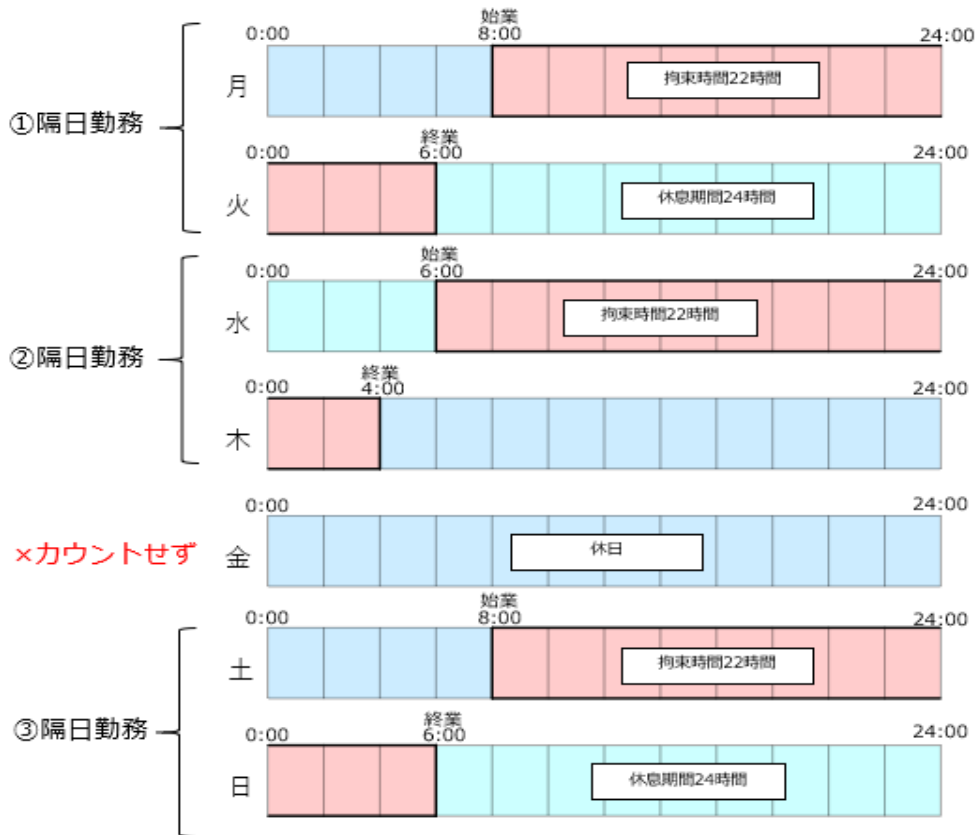 始業
0:00 8:00 24:00
月 拘束時間22時間
①隔日勤務
終業
0:00 6:00 24:00
火 休息期間24時間
始業
0:00 6:00 24:00
水 拘束時間22時間
②隔日勤務
終業
0:00 4:00 24:00
木
0:00 24:00
×カウントせず 金 休日
始業
0:00 8:00 24:00
土 拘束時間22時間
③隔日勤務
終業
0:00 6:00 24:00
日 休息期間24時間